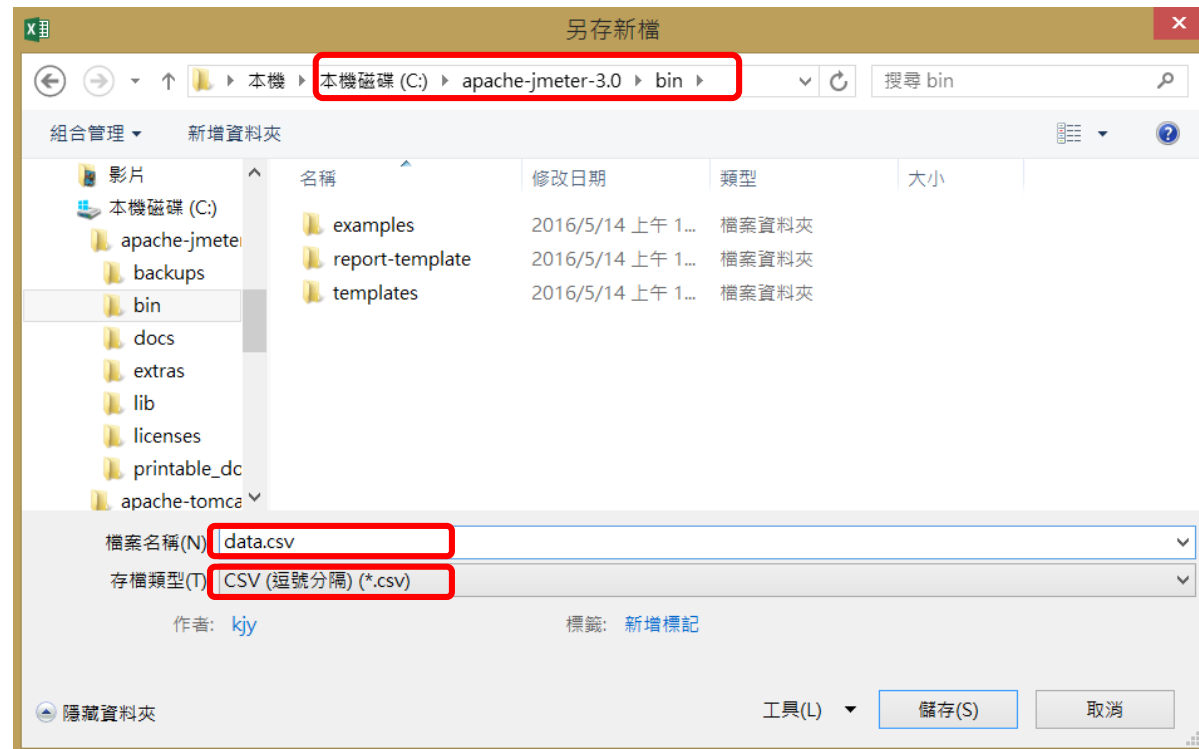 另存新檔
本機 本機磁碟 (C:) apache-jmeter-3.0 bin 搜尋 bin
組合管理 新增資料夾
影片
本機磁碟 (C:)
apache-jmeter
backups
bin
docs
extras
lib
licenses
printable_dc
apache-tomca
名稱 修改日期 類型 大小
examples 2016/5/14 上午 1... 檔案資料夾
report-template 2016/5/14 上午 1... 檔案資料夾
templates 2016/5/14 上午 1... 檔案資料夾
檔案名稱(N) data.csv
存檔類型(T) CSV (逗號分隔) (*.csv)
作者: kjy 標籤: 新增標記
隱藏資料夾 工具(L) 儲存(S) 取消